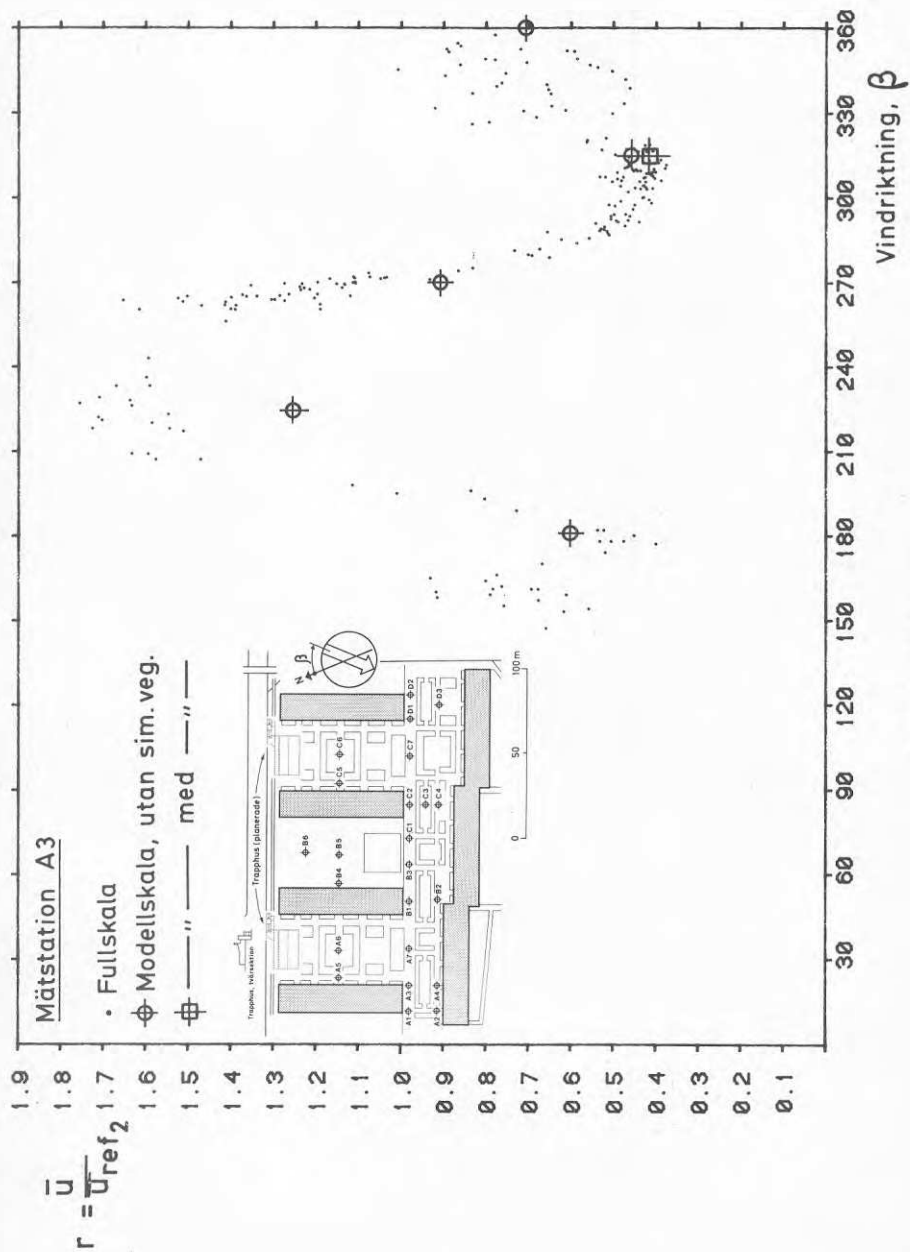 Mätstation A3
• Fullskala
Modellskala, utan sim. veg.
— " — med — " —
r = ū / ūref2
1.9
1.8
1.7
1.6
1.5
1.4
1.3
1.2
1.1
1.0
0.9
0.8
0.7
0.6
0.5
0.4
0.3
0.2
0.1
30
60
90
120
150
180
210
240
270
300
330
360
Vindriktning, β
Trapphus, tvärsektion
Trapphus (planerade)
N
β
A1
A3
A5
A6
A7
A2
A4
B1
B2
B3
B4
B5
B6
C1
C2
C3
C4
C5
C6
C7
D1
D2
D3
0
50
100 m